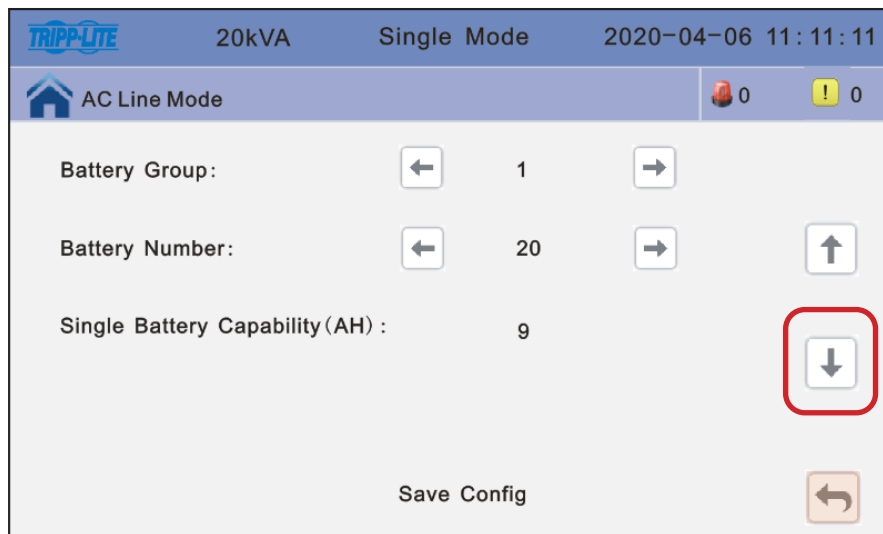 TRIPP·LITE 20kVA Single Mode 2020-04-06 11:11:11
AC Line Mode 0 ! 0
Battery Group: 1
Battery Number: 20
Single Battery Capability(AH): 9
Save Config